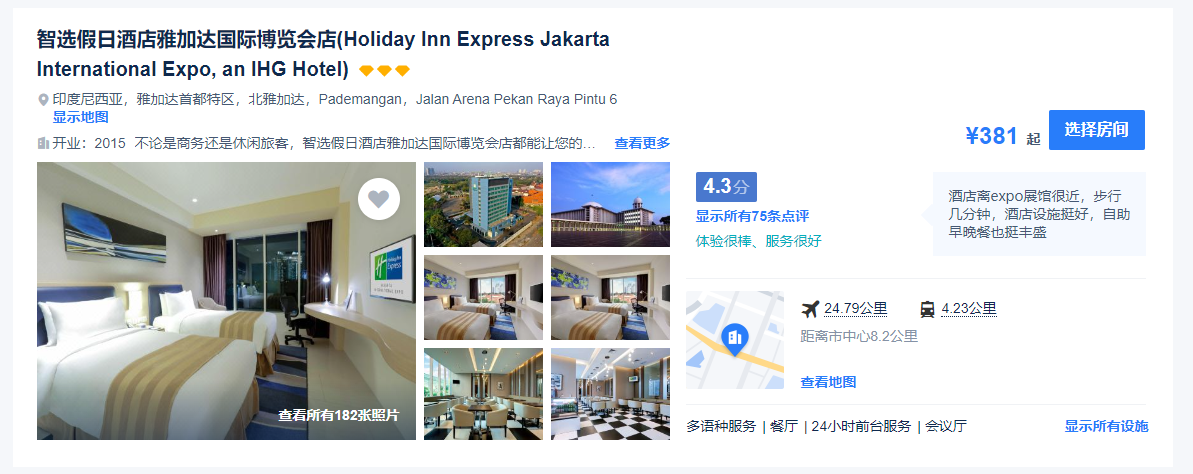 智选假日酒店雅加达国际博览会店(Holiday Inn Express Jakarta
International Expo, an IHG Hotel)
印度尼西亚，雅加达首都特区，北雅加达，Pademangan，Jalan Arena Pekan Raya Pintu 6
显示地图
开业：2015 不论是商务还是休闲旅客，智选假日酒店雅加达国际博览会店都能让您的... 查看更多
¥381 起 选择房间
Holiday Inn
Express
查看所有182张照片
4.3分
显示所有75条点评
体验很棒、服务很好
酒店离expo展馆很近，步行
几分钟，酒店设施挺好，自助
早晚餐也挺丰盛
24.79公里 4.23公里
距离市中心8.2公里
查看地图
多语种服务 | 餐厅 | 24小时前台服务 | 会议厅 显示所有设施